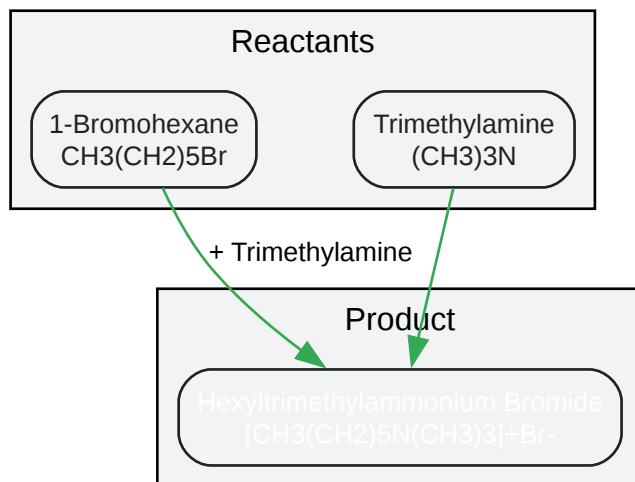 Reactants
1-Bromohexane
CH3(CH2)5Br
Trimethylamine
(CH3)3N
+ Trimethylamine
Product
Hexyltrimethylammonium Bromide
[CH3(CH2)5N(CH3)3]+Br-